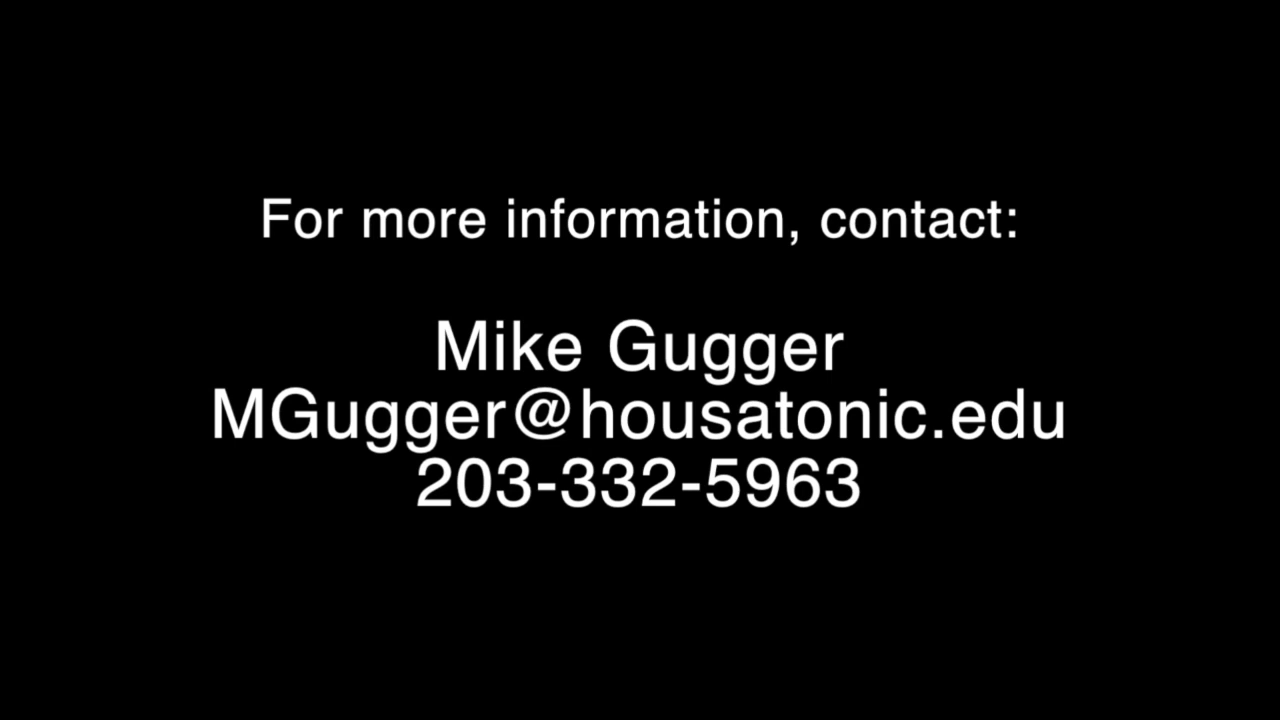 For more information, contact:
Mike Gugger
MGugger@housatonic.edu
203-332-5963